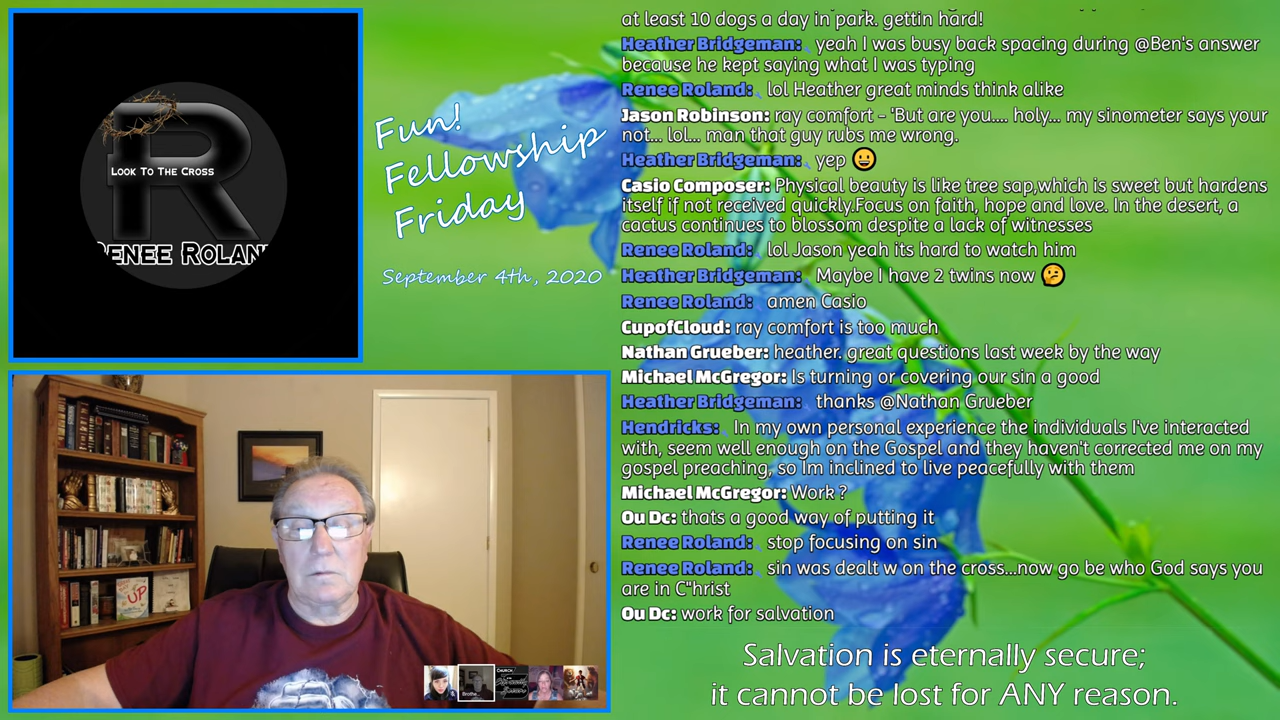 LOOK TO THE CROSS
RENEE ROLAN
Fun!
Fellowship
Friday
September 4th, 2020
at least 10 dogs a day in park. gettin hard!
Heather Bridgeman: yeah I was busy back spacing during @Ben's answer
because he kept saying what I was typing
Renee Roland: lol Heather great minds think alike
Jason Robinson: ray comfort - 'But are you.... holy... my sinometer says your
not... lol... man that guy rubs me wrong.
Heather Bridgeman: yep 😀
Casio Composer: Physical beauty is like tree sap,which is sweet but hardens
itself if not received quickly.Focus on faith, hope and love. In the desert, a
cactus continues to blossom despite a lack of witnesses
Renee Roland: lol Jason yeah its hard to watch him
Heather Bridgeman: Maybe I have 2 twins now 🤔
Renee Roland: amen Casio
CupofCloud: ray comfort is too much
Nathan Grueber: heather. great questions last week by the way
Michael McGregor: Is turning or covering our sin a good
Heather Bridgeman: thanks @Nathan Grueber
Hendricks: In my own personal experience the individuals I've interacted
with, seem well enough on the Gospel and they haven't corrected me on my
gospel preaching, so Im inclined to live peacefully with them
Michael McGregor: Work ?
Ou Dc: thats a good way of putting it
Renee Roland: stop focusing on sin
Renee Roland: sin was dealt w on the cross...now go be who God says you
are in C"hrist
Ou Dc: work for salvation
Salvation is eternally secure;
it cannot be lost for ANY reason.
UP
Brothe...
CHURCH